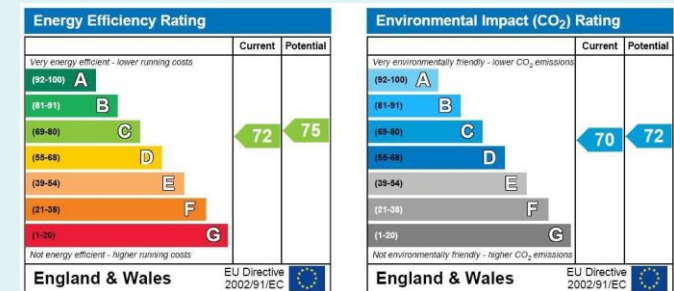 Energy Efficiency Rating
Current Potential
Very energy efficient - lower running costs
(92-100) A
(81-91) B
(69-80) C
72 75
(55-68) D
(39-54) E
(21-38) F
(1-20) G
Not energy efficient - higher running costs
England & Wales
EU Directive
2002/91/EC
Environmental Impact (CO₂) Rating
Current Potential
Very environmentally friendly - lower CO₂ emissions
(92-100) A
(81-91) B
(69-80) C
70 72
(55-68) D
(39-54) E
(21-38) F
(1-20) G
Not environmentally friendly - higher CO₂ emissions
England & Wales
EU Directive
2002/91/EC